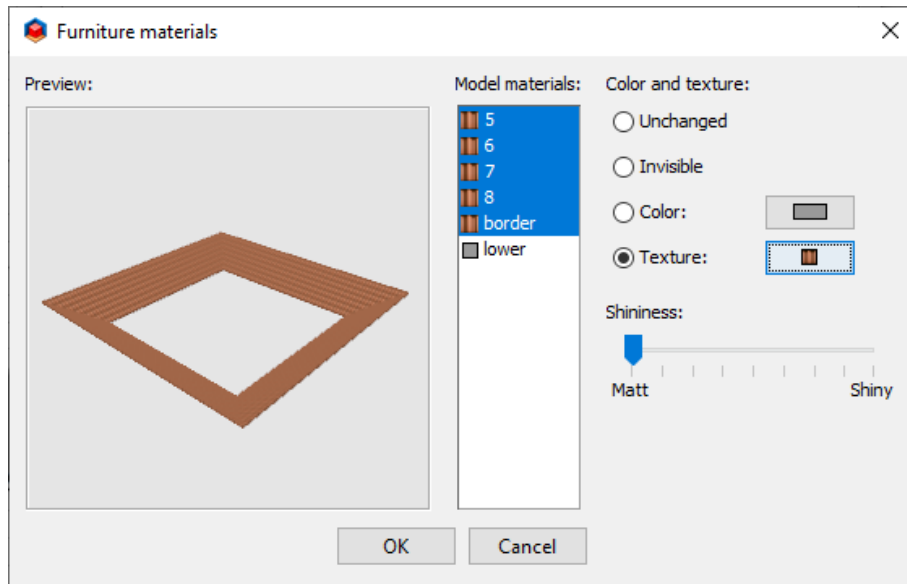 Furniture materials
Preview:
Model materials:
5
6
7
8
border
lower
Color and texture:
Unchanged
Invisible
Color:
Texture:
Shininess:
Matt
Shiny
OK
Cancel